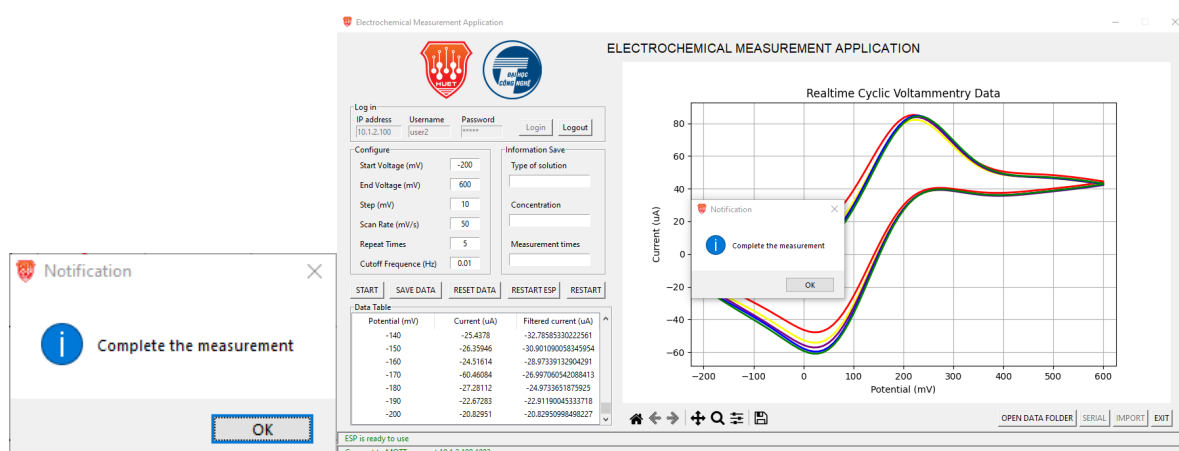 Notification
Complete the measurement
OK
Electrochemical Measurement Application
HUET
ĐẠI HỌC
CÔNG NGHỆ
ELECTROCHEMICAL MEASUREMENT APPLICATION
Log in
IP address Username Password
10.1.2.100 user2 ***** Login Logout
Configure
Start Voltage (mV) -200
End Voltage (mV) 600
Step (mV) 10
Scan Rate (mV/s) 50
Repeat Times 5
Cutoff Frequence (Hz) 0.01
Information Save
Type of solution
Concentration
Measurement times
START SAVE DATA RESET DATA RESTART ESP RESTART
Data Table
Potential (mV) Current (uA) Filtered current (uA)
-140 -25.4378 -32.78585330222561
-150 -26.35946 -30.901090058345954
-160 -24.51614 -28.97339132904291
-170 -60.46084 -26.997060542088413
-180 -27.28112 -24.9733651875925
-190 -22.67283 -22.91190045333718
-200 -20.82951 -20.82950998498227
ESP is ready to use
Realtime Cyclic Voltammentry Data
Current (uA)
80
60
40
20
0
−20
−40
−60
−200 −100 0 100 200 300 400 500 600
Potential (mV)
Notification
Complete the measurement
OK
OPEN DATA FOLDER SERIAL IMPORT EXIT